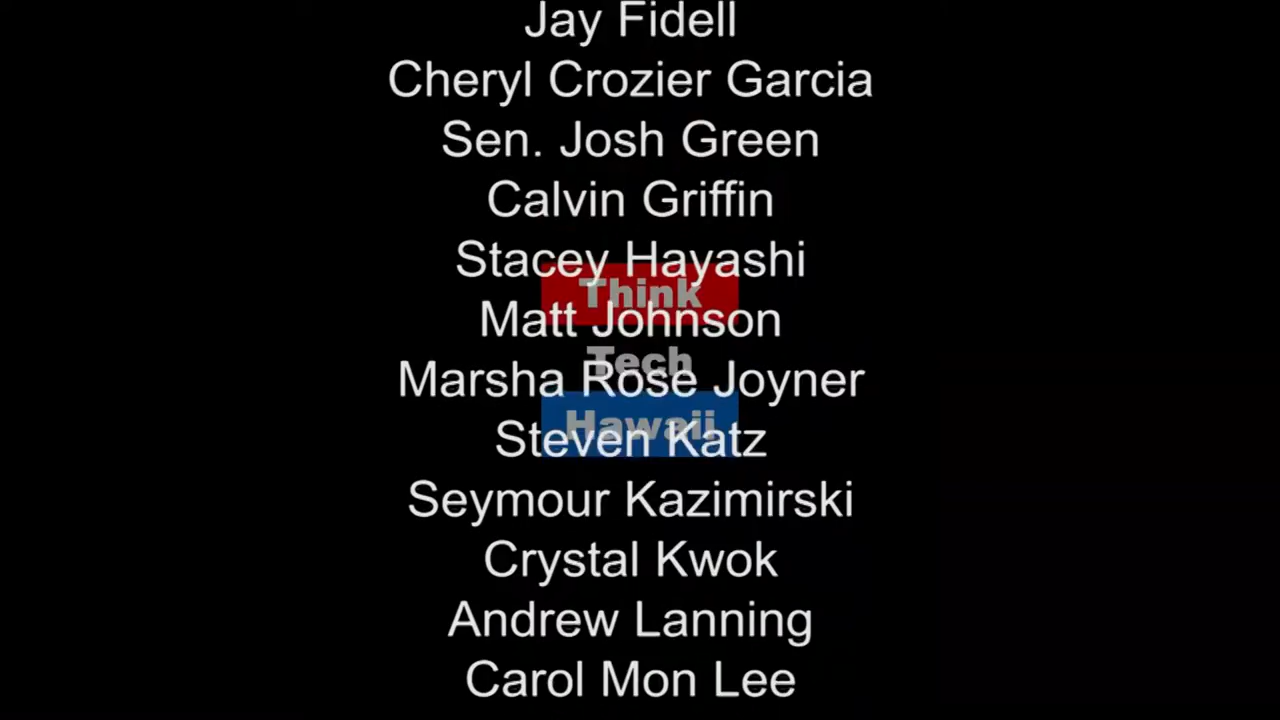 Jay Fidell
Cheryl Crozier Garcia
Sen. Josh Green
Calvin Griffin
Stacey Hayashi
Think
Matt Johnson
Tech
Marsha Rose Joyner
Hawaii
Steven Katz
Seymour Kazimirski
Crystal Kwok
Andrew Lanning
Carol Mon Lee